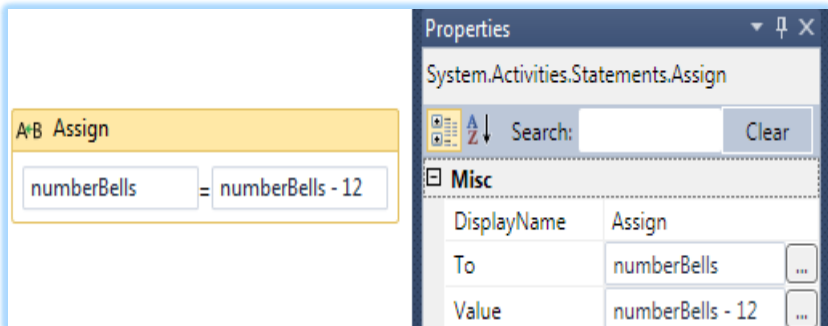 A+B Assign
numberBells = numberBells - 12
Properties
System.Activities.Statements.Assign
A
Z Search: Clear
Misc
DisplayName Assign
To numberBells ...
Value numberBells - 12 ...